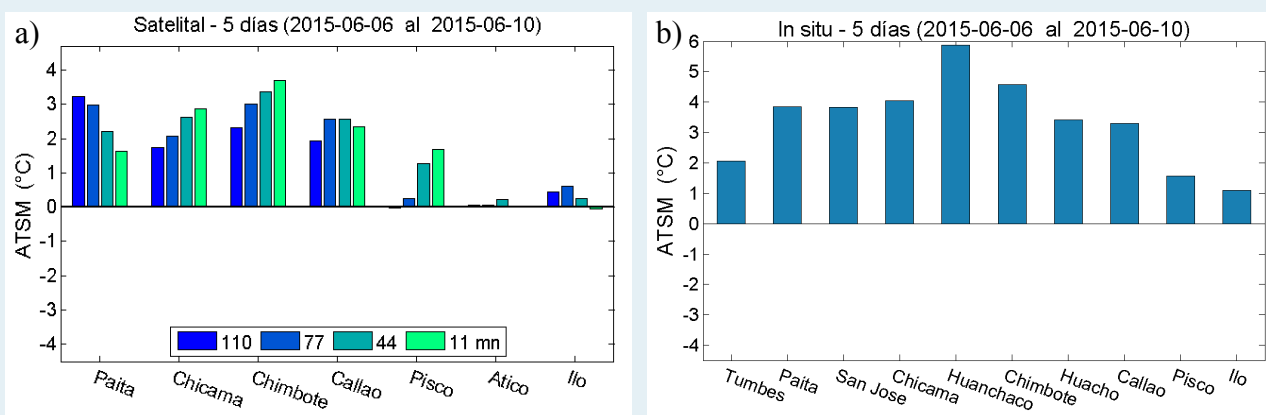 a)
Satelital - 5 días (2015-06-06 al 2015-06-10)
ATSM (°C)
4
3
2
1
0
-1
-2
-3
-4
110 77 44 11 mn
Paita Chicama Chimbote Callao Pisco Atico Ilo
b)
In situ - 5 días (2015-06-06 al 2015-06-10)
ATSM (°C)
6
5
4
3
2
1
0
-1
-2
-3
-4
Tumbes Paita San Jose Chicama Huanchaco Chimbote Huacho Callao Pisco Ilo